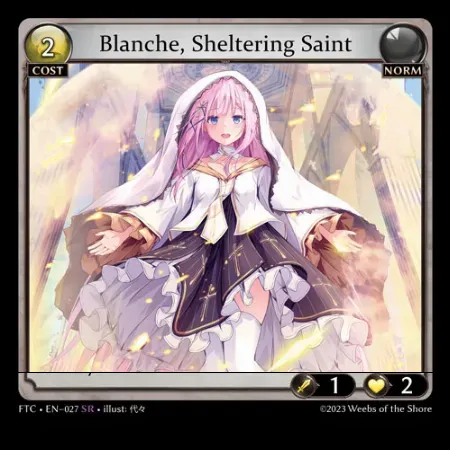 2
Blanche, Sheltering Saint
COST
NORM
1
2
FTC • EN-027 SR • illust: 代々
©2023 Weebs of the Shore